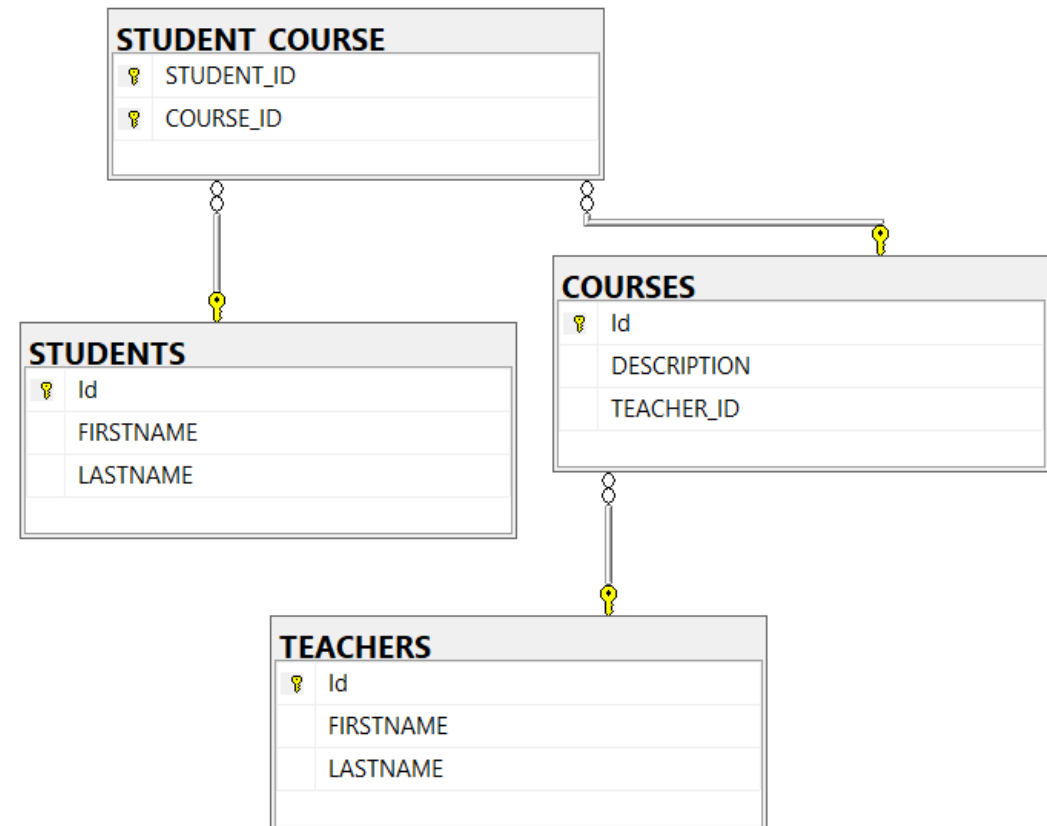 STUDENT_COURSE
STUDENT_ID
COURSE_ID
COURSES
Id
DESCRIPTION
TEACHER_ID
STUDENTS
Id
FIRSTNAME
LASTNAME
TEACHERS
Id
FIRSTNAME
LASTNAME